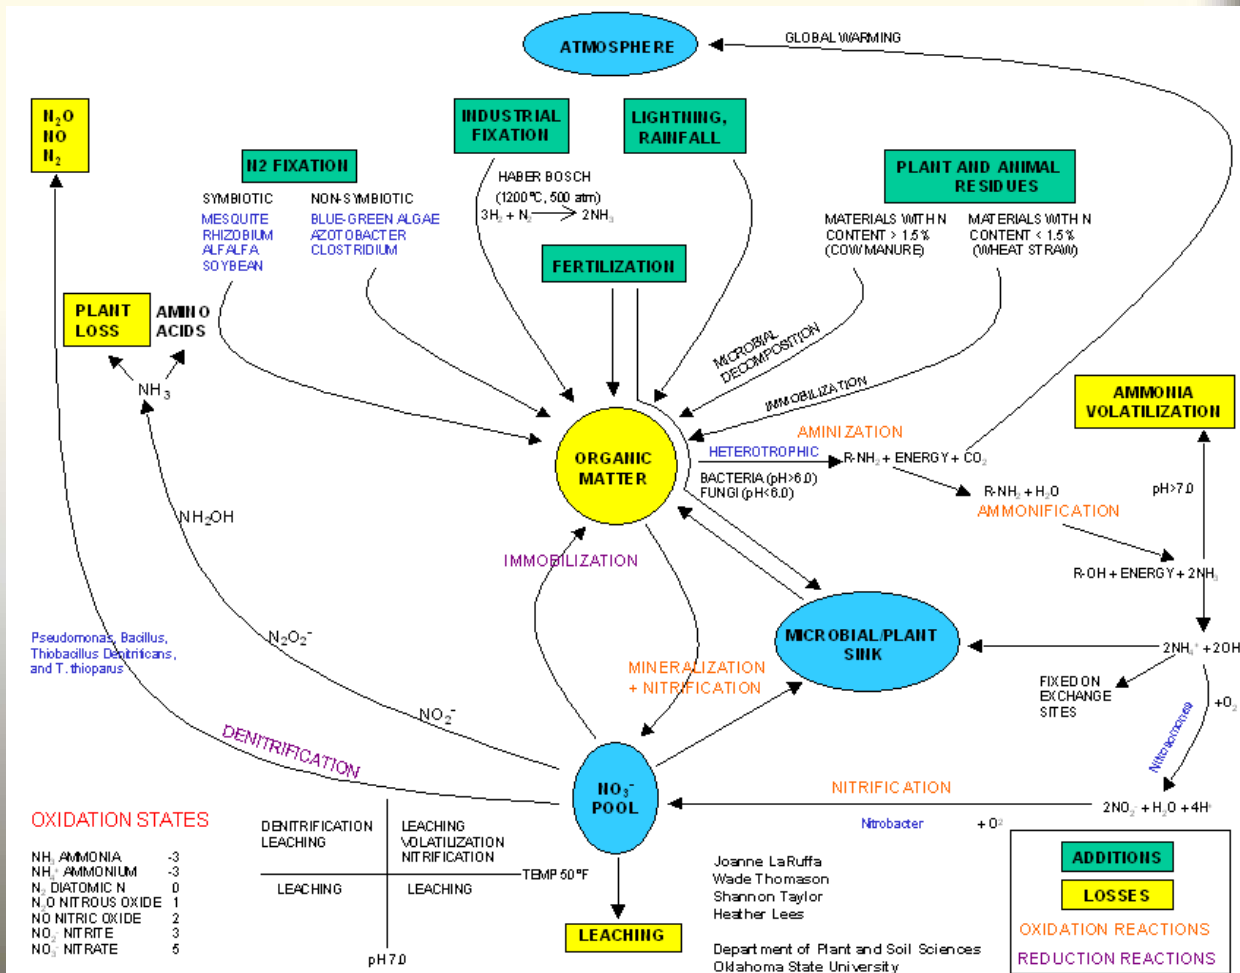 ATMOSPHERE
GLOBAL WARMING
N₂O
NO
N₂
INDUSTRIAL
FIXATION
LIGHTNING,
RAINFALL
N2 FIXATION
PLANT AND ANIMAL
RESIDUES
HABER BOSCH
(1200ºC, 500 atm)
3H₂ + N₂ → 2NH₃
SYMBIOTIC
MESQUITE
RHIZOBIUM
ALFALFA
SOYBEAN
NON-SYMBIOTIC
BLUE-GREEN ALGAE
AZOTOBACTER
CLOSTRIDIUM
MATERIALS WITH N
CONTENT > 1.5%
(COW MANURE)
MATERIALS WITH N
CONTENT < 1.5%
(WHEAT STRAW)
FERTILIZATION
PLANT
LOSS
AMINO
ACIDS
NH₃
MICROBIAL
DECOMPOSITION
IMMOBILIZATION
AMMONIA
VOLATILIZATION
AMINIZATION
ORGANIC
MATTER
HETEROTROPHIC
R-NH₂ + ENERGY + CO₂
BACTERIA (pH>6.0)
FUNGI (pH<6.0)
R-NH₂ + H₂O
AMMONIFICATION
pH>7.0
NH₂OH
IMMOBILIZATION
R-OH + ENERGY + 2NH₃
N₂O₂⁻
Pseudomonas, Bacillus,
Thiobacillus Denitrificans,
and T. thioparus
MICROBIAL/PLANT
SINK
2NH₄⁺ + 2OH
MINERALIZATION
+ NITRIFICATION
FIXED ON
EXCHANGE
SITES
+O₂
Nitrosomonas
NO₂⁻
DENITRIFICATION
NO₃⁻
POOL
NITRIFICATION
2NO₂⁻ + H₂O + 4H⁺
Nitrobacter + O²
OXIDATION STATES
NH₃ AMMONIA -3
NH₄⁺ AMMONIUM -3
N₂ DIATOMIC N 0
N₂O NITROUS OXIDE 1
NO NITRIC OXIDE 2
NO₂⁻ NITRITE 3
NO₃⁻ NITRATE 5
DENITRIFICATION
LEACHING
LEACHING
VOLATILIZATION
NITRIFICATION
TEMP 50ºF
LEACHING
LEACHING
pH 7.0
LEACHING
Joanne LaRuffa
Wade Thomason
Shannon Taylor
Heather Lees
Department of Plant and Soil Sciences
Oklahoma State University
ADDITIONS
LOSSES
OXIDATION REACTIONS
REDUCTION REACTIONS